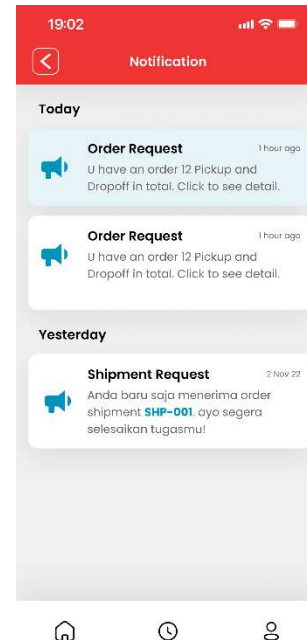 19:02
Notification
Today
Order Request 1 hour ago
U have an order 12 Pickup and
Dropoff in total. Click to see detail.
Order Request 1 hour ago
U have an order 12 Pickup and
Dropoff in total. Click to see detail.
Yesterday
Shipment Request 2 Nov 22
Anda baru saja menerima order
shipment SHP-001. ayo segera
selesaikan tugasmu!